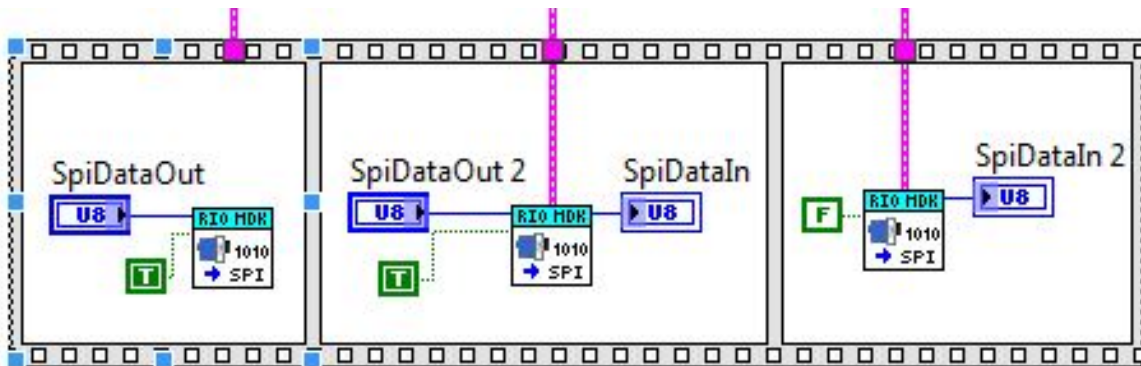 SpiDataOut
U8
RIO MDK
1010
SPI
T
SpiDataOut 2
U8
RIO MDK
1010
SPI
T
SpiDataIn
U8
F
RIO MDK
1010
SPI
SpiDataIn 2
U8